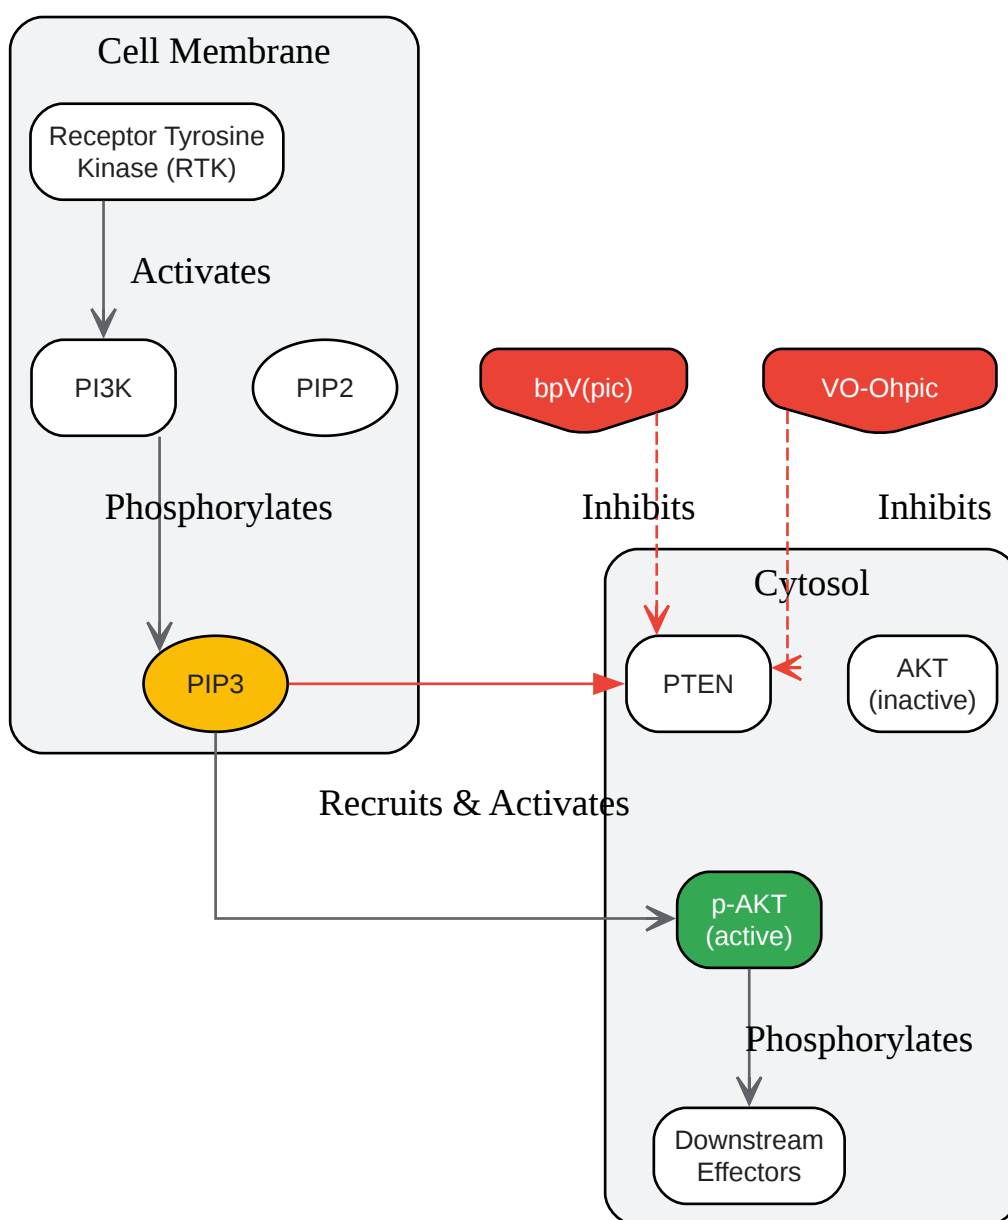 Cell Membrane
Receptor Tyrosine
Kinase (RTK)
Activates
PI3K
PIP2
bpV(pic)
VO-Ohpic
Phosphorylates
Inhibits
Inhibits
Cytosol
PIP3
PTEN
AKT
(inactive)
Recruits & Activates
p-AKT
(active)
Phosphorylates
Downstream
Effectors